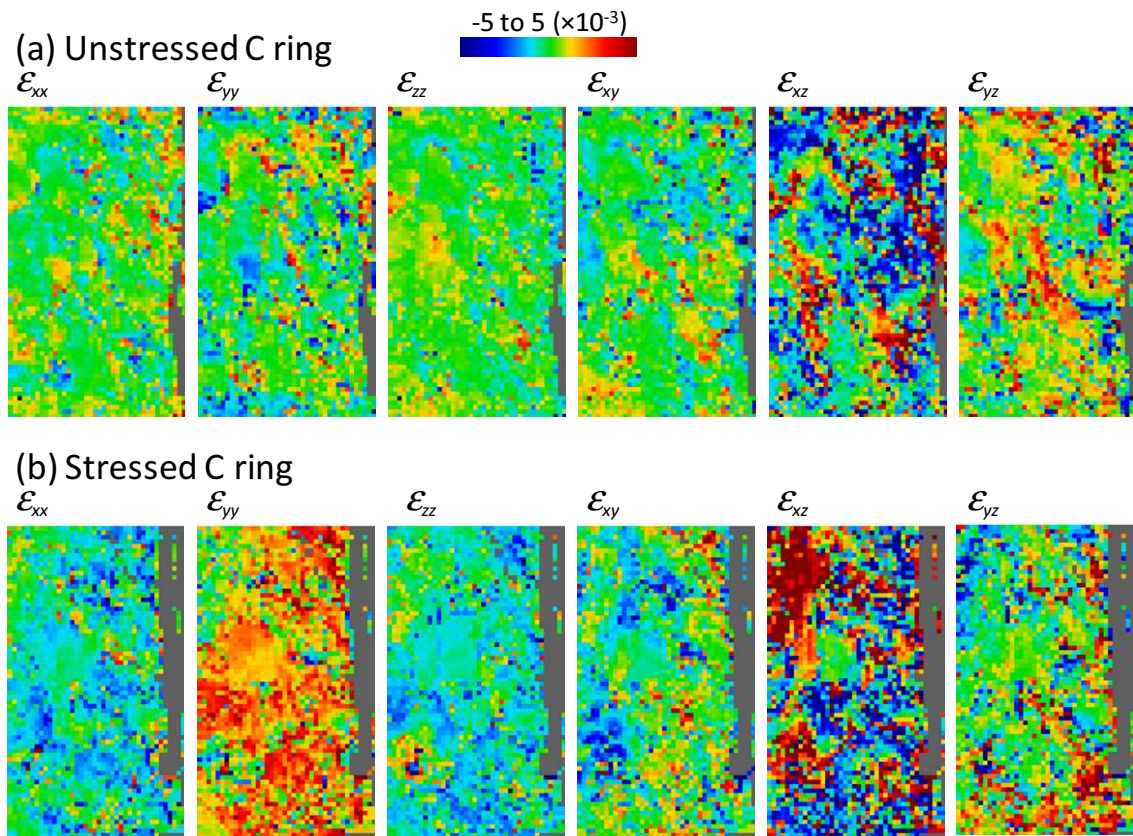 -5 to 5 (×10⁻³)
(a) Unstressed C ring
εxx εyy εzz εxy εxz εyz
(b) Stressed C ring
εxx εyy εzz εxy εxz εyz